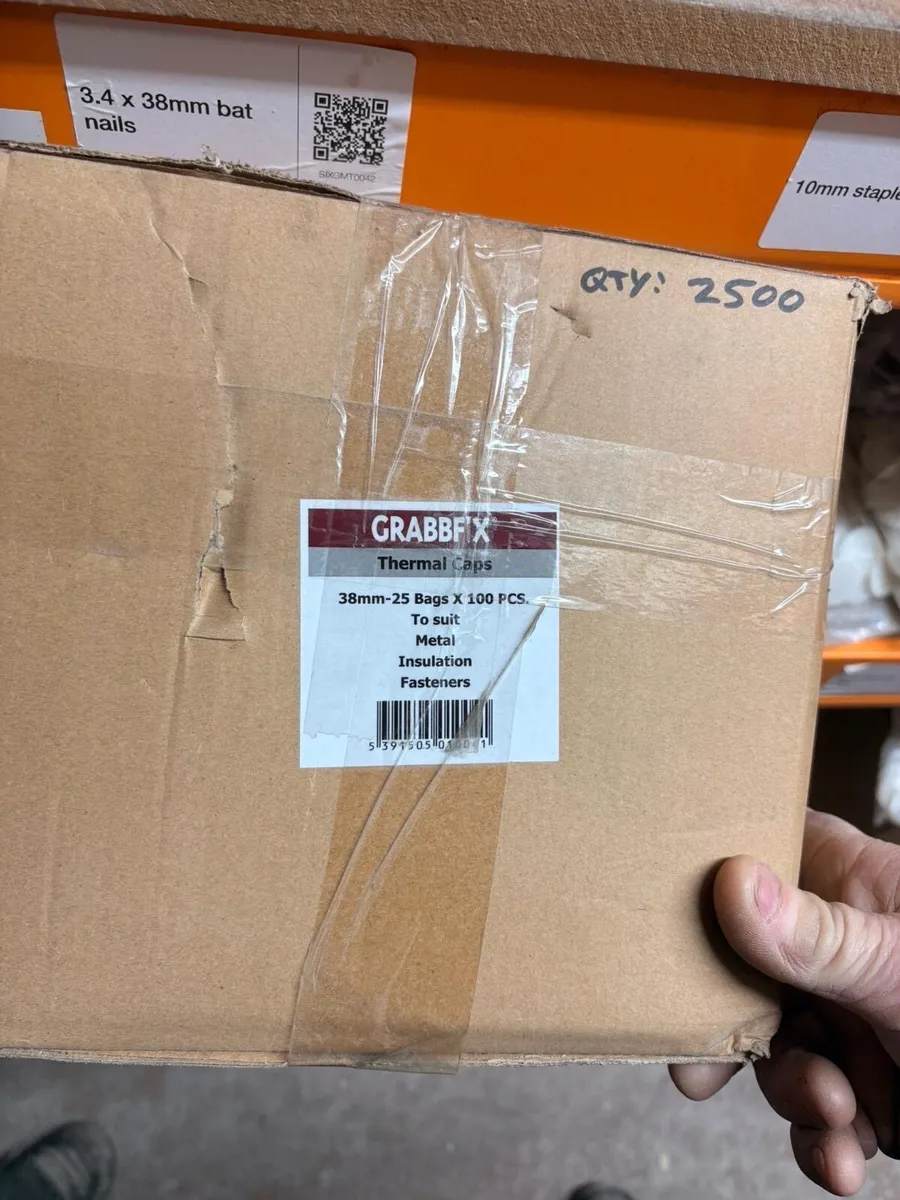 3.4 x 38mm bat
nails
SIXGMT0042
10mm staple
QTY: 2500
GRABBFIX
Thermal Caps
38mm-25 Bags X 100 PCS.
To suit
Metal
Insulation
Fasteners